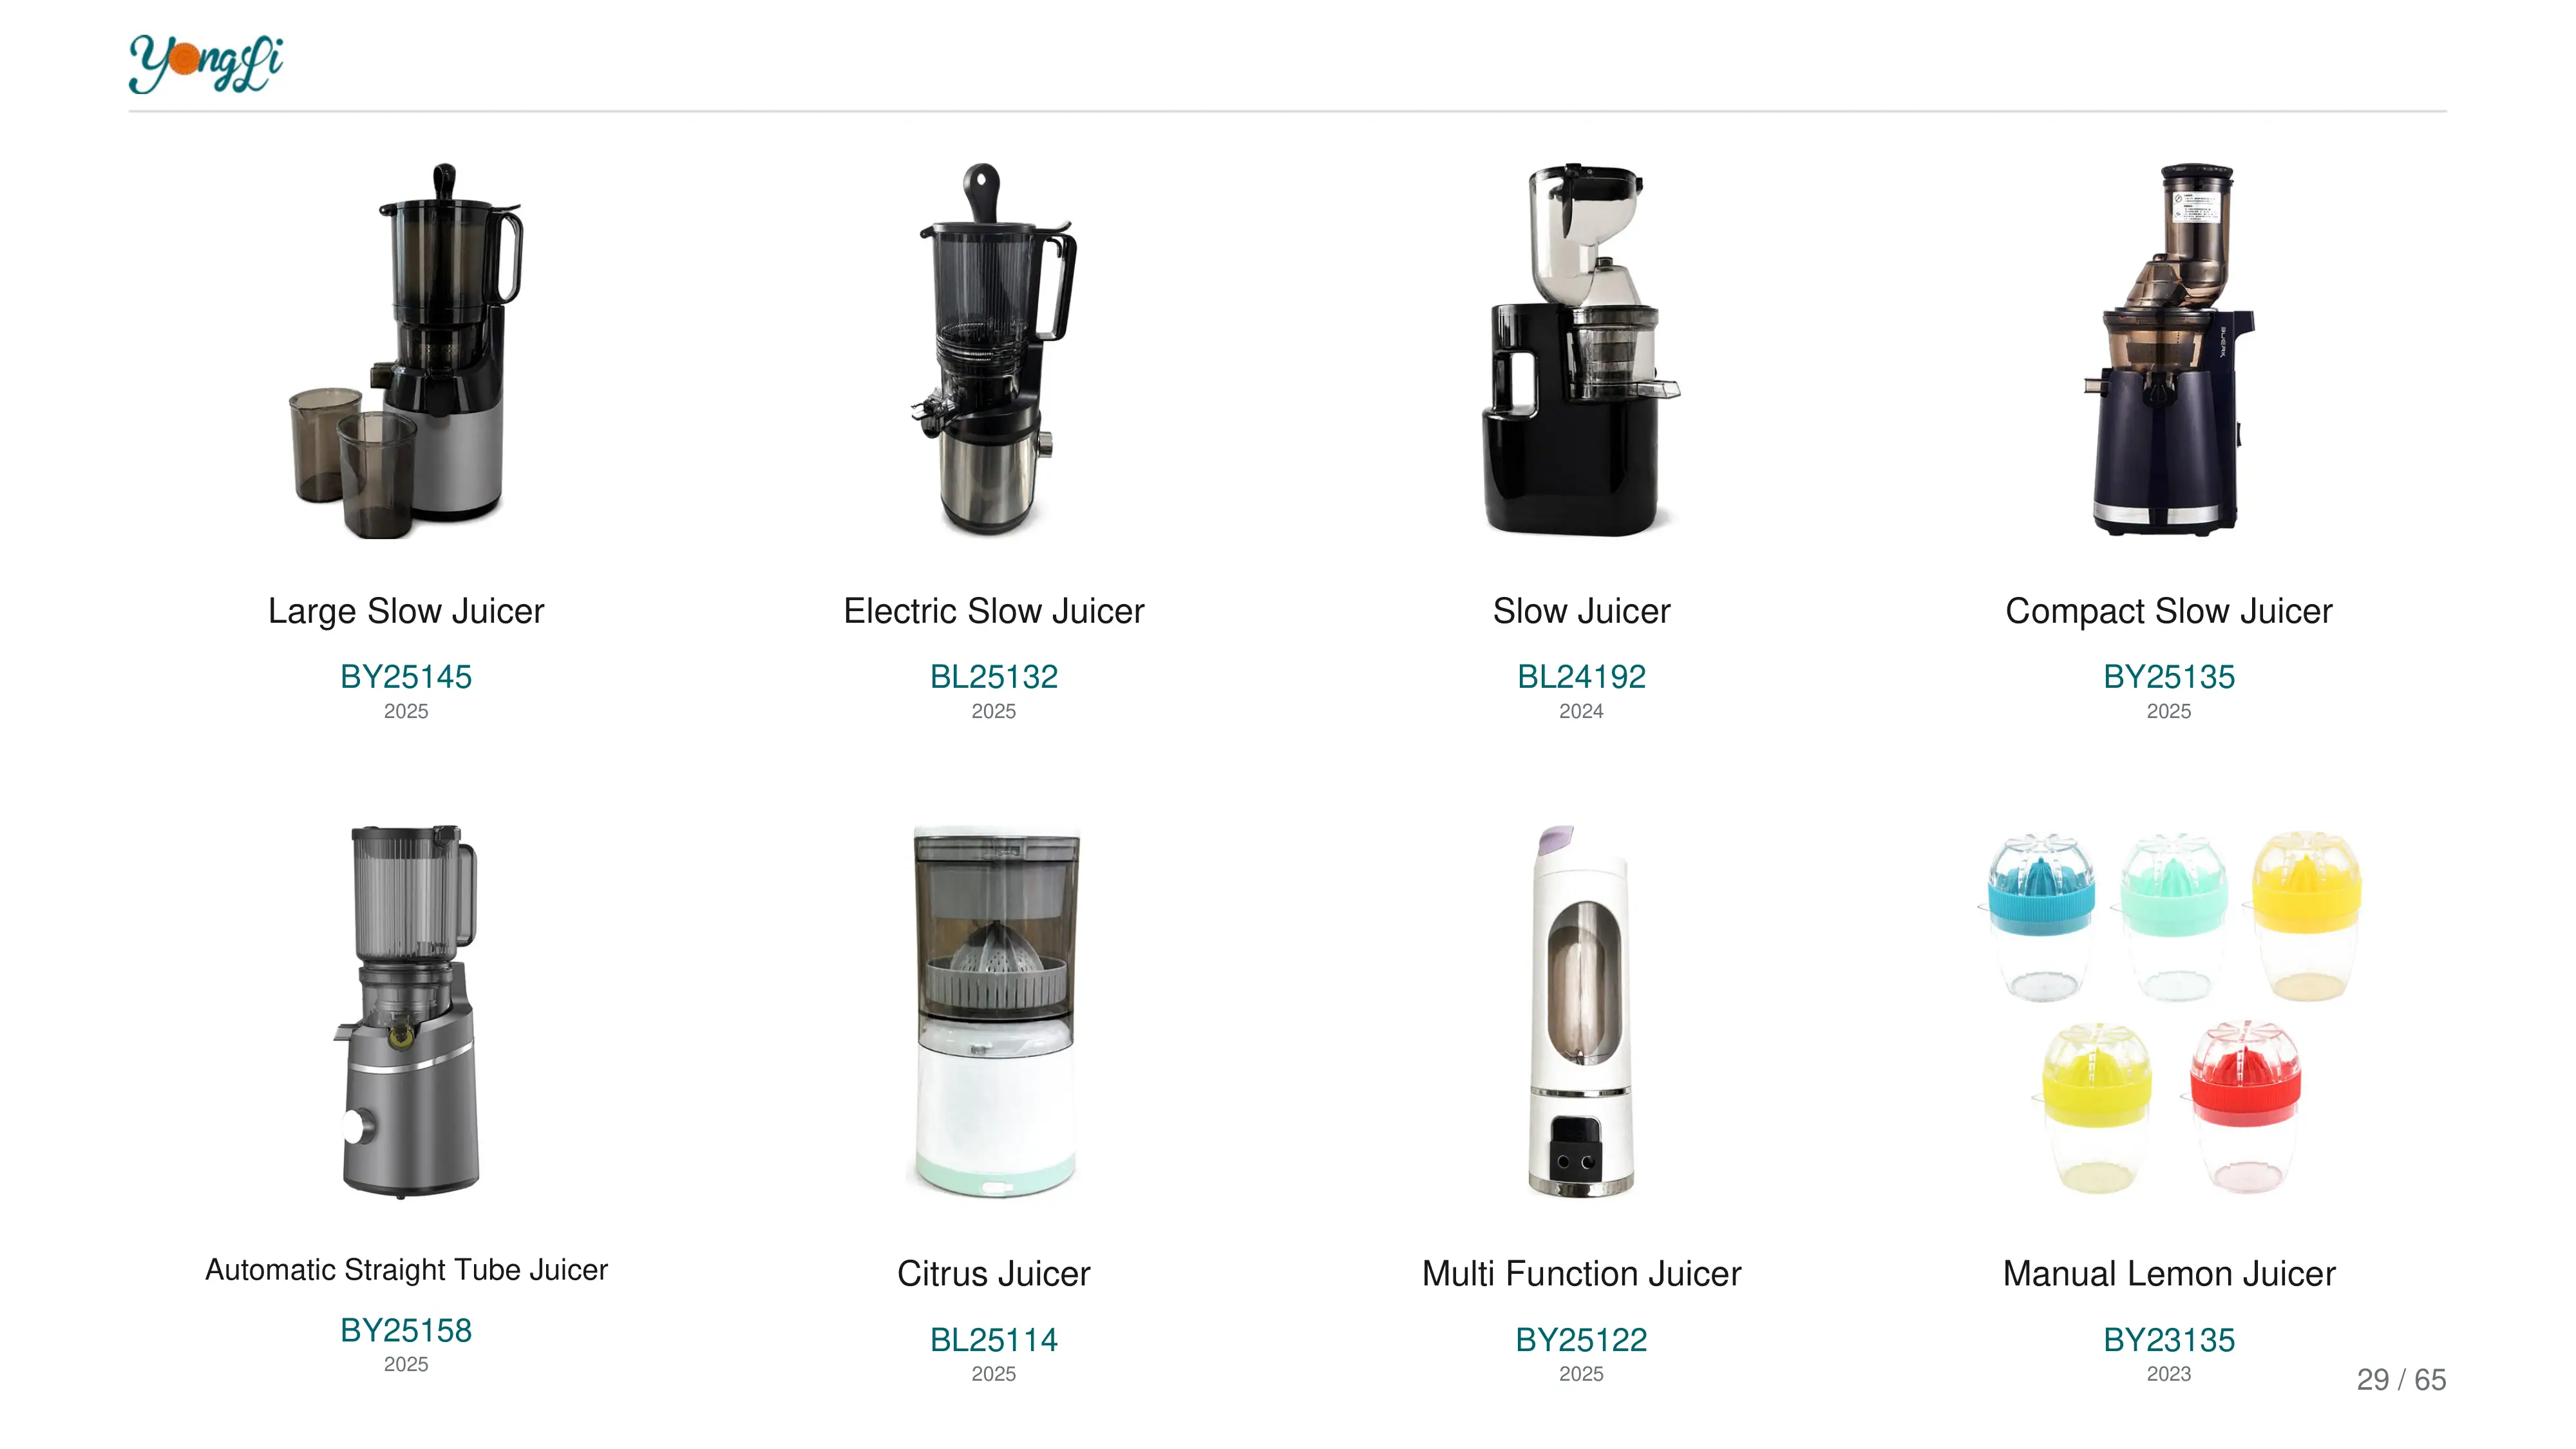 YongLi
Large Slow Juicer
BY25145
2025
Electric Slow Juicer
BL25132
2025
Slow Juicer
BL24192
2024
Compact Slow Juicer
BY25135
2025
Automatic Straight Tube Juicer
BY25158
2025
Citrus Juicer
BL25114
2025
Multi Function Juicer
BY25122
2025
Manual Lemon Juicer
BY23135
2023
29 / 65